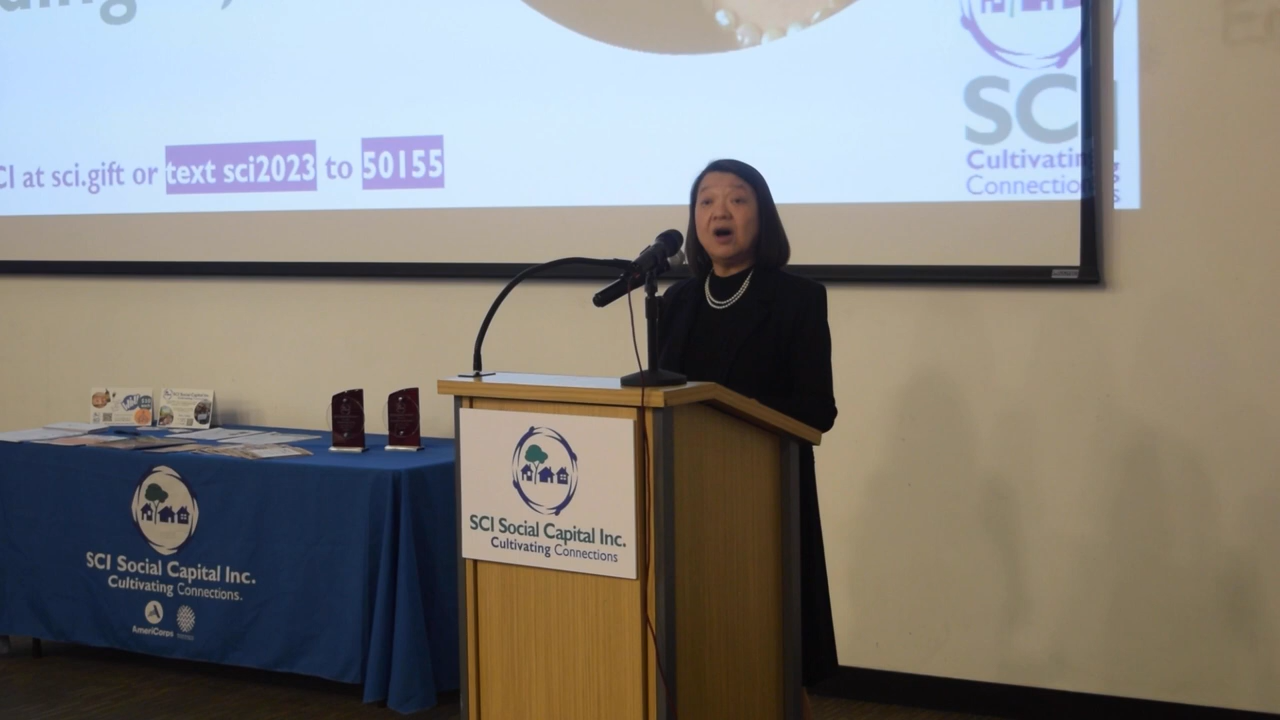 CI at sci.gift or text sci2023 to 50155
SCI
Cultivating
Connections
SCI Social Capital Inc.
Cultivating Connections
SCI Social Capital Inc.
Cultivating Connections.
AmeriCorps